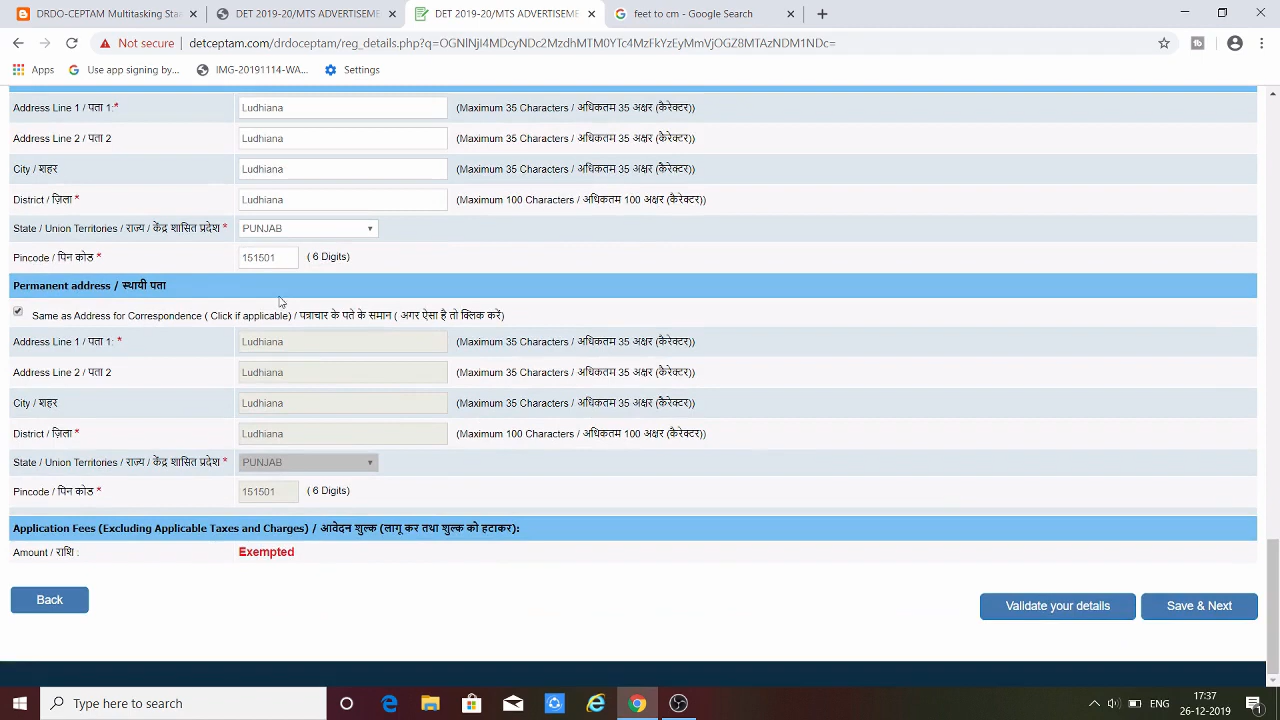 DRDO-CEPTAM Multitasking Sta
DET 2019-20/MTS ADVERTISEME
DET 2019-20/MTS ADVERTISEME
feet to cm - Google Search
Not secure
detceptam.com/drdoceptam/reg_details.php?q=OGNlNjI4MDcyNDc2MzdhMTM0YTc4MzFkYzEyMmVjOGZ8MTAzNDM1NDc=
Apps
Use app signing by...
IMG-20191114-WA...
Settings
Address Line 1 / पता 1:*
Ludhiana
(Maximum 35 Characters / अधिकतम 35 अक्षर (कैरेक्टर))
Address Line 2 / पता 2
Ludhiana
(Maximum 35 Characters / अधिकतम 35 अक्षर (कैरेक्टर))
City / शहर
Ludhiana
(Maximum 35 Characters / अधिकतम 35 अक्षर (कैरेक्टर))
District / ज़िला *
Ludhiana
(Maximum 100 Characters / अधिकतम 100 अक्षर (कैरेक्टर))
State / Union Territories / राज्य / केंद्र शासित प्रदेश *
PUNJAB
Pincode / पिन कोड *
151501
( 6 Digits)
Permanent address / स्थायी पता
Same as Address for Correspondence ( Click if applicable) / पत्राचार के पते के समान ( अगर ऐसा है तो क्लिक करें)
Address Line 1 / पता 1: *
Ludhiana
(Maximum 35 Characters / अधिकतम 35 अक्षर (कैरेक्टर))
Address Line 2 / पता 2
Ludhiana
(Maximum 35 Characters / अधिकतम 35 अक्षर (कैरेक्टर))
City / शहर
Ludhiana
(Maximum 35 Characters / अधिकतम 35 अक्षर (कैरेक्टर))
District / ज़िला *
Ludhiana
(Maximum 100 Characters / अधिकतम 100 अक्षर (कैरेक्टर))
State / Union Territories / राज्य / केंद्र शासित प्रदेश *
PUNJAB
Pincode / पिन कोड *
151501
( 6 Digits)
Application Fees (Excluding Applicable Taxes and Charges) / आवेदन शुल्क (लागू कर तथा शुल्क को हटाकर):
Amount / राशि :
Exempted
Back
Validate your details
Save & Next
Type here to search
ENG
17:37
26-12-2019